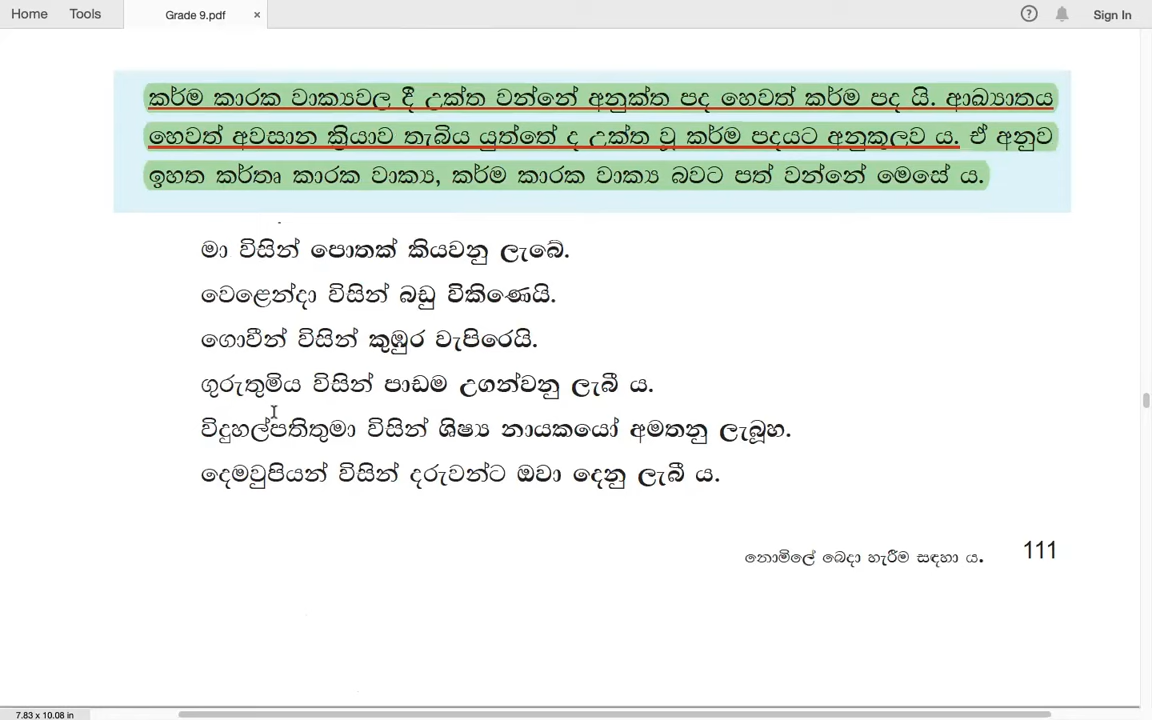 Home Tools Grade 9.pdf × Sign In
කර්ම කාරක වාක්‍යවල දී උක්ත වන්නේ අනුක්ත පද හෙවත් කර්ම පද යි. ආඛ්‍යාතය
හෙවත් අවසාන ක්‍රියාව තැබිය යුත්තේ ද උක්ත වූ කර්ම පදයට අනුකූලව ය. ඒ අනුව
ඉහත කර්තෘ කාරක වාක්‍ය, කර්ම කාරක වාක්‍ය බවට පත් වන්නේ මෙසේ ය.
මා විසින් පොතක් කියවනු ලැබේ.
වෙළෙන්දා විසින් බඩු විකිණෙයි.
ගොවීන් විසින් කුඹුර වැපිරෙයි.
ගුරුතුමිය විසින් පාඩම උගන්වනු ලැබී ය.
විදුහල්පතිතුමා විසින් ශිෂ්‍ය නායකයෝ අමතනු ලැබූහ.
දෙමවුපියන් විසින් දරුවන්ට ඔවා දෙනු ලැබී ය.
නොමිලේ බෙදා හැරීම සඳහා ය. 111
7.83 x 10.08 in